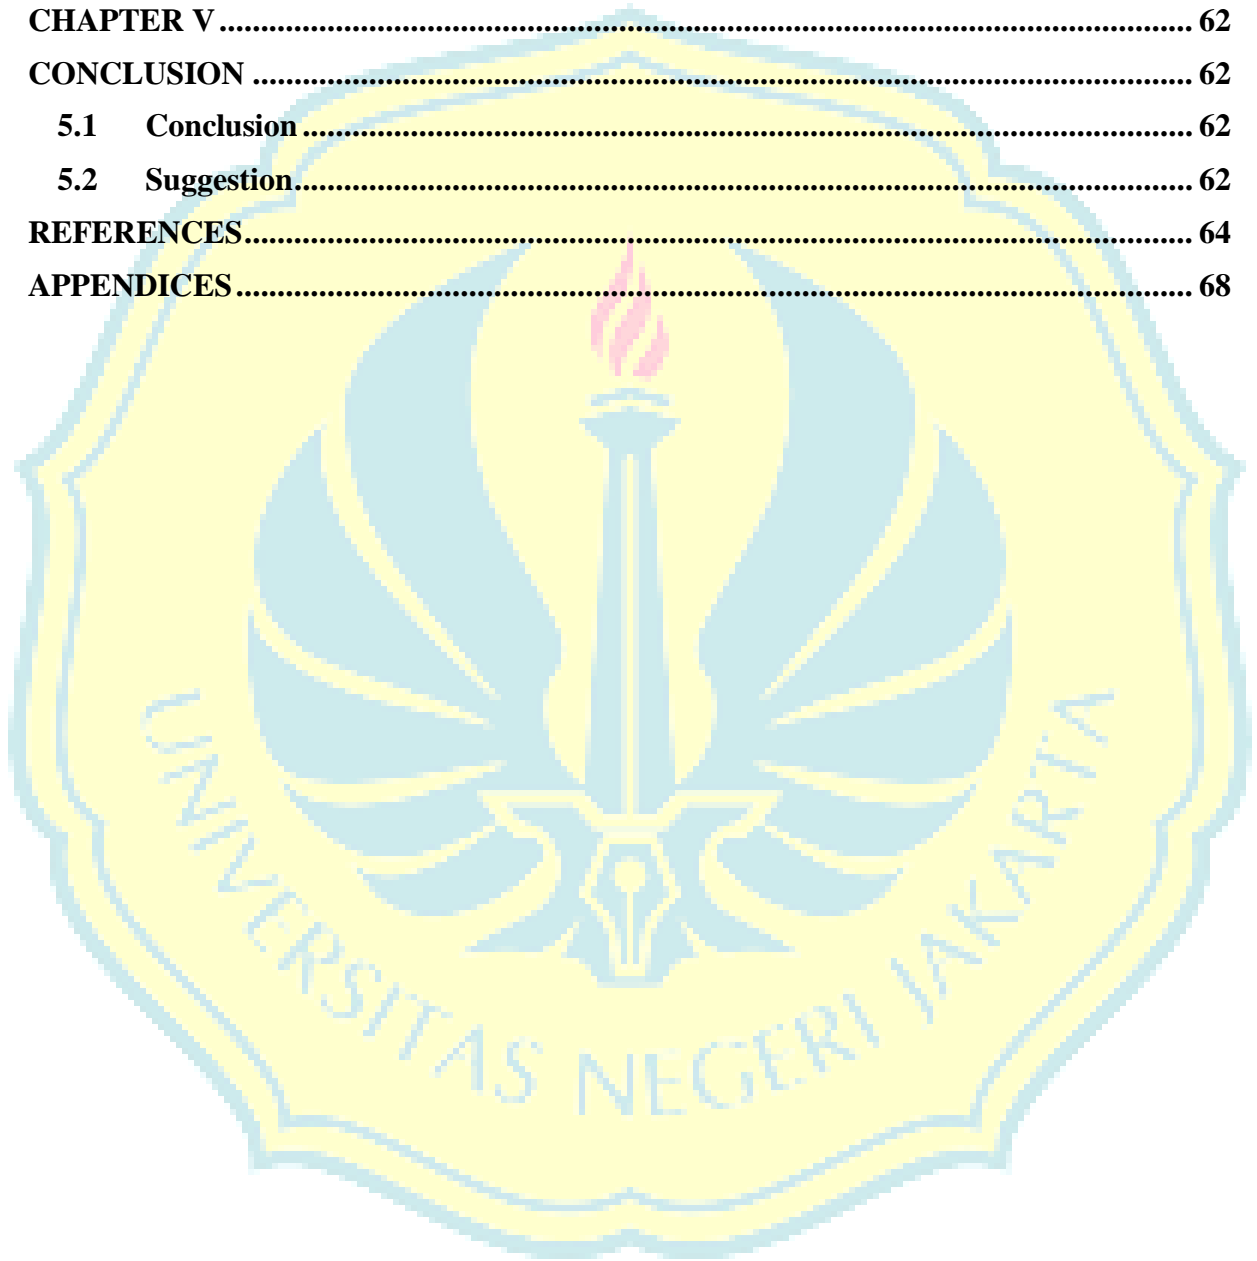 CHAPTER V ........................................................................................................................ 62
CONCLUSION .................................................................................................................... 62
5.1 Conclusion ............................................................................................................. 62
5.2 Suggestion.............................................................................................................. 62
REFERENCES..................................................................................................................... 64
APPENDICES ..................................................................................................................... 68
UNIVERSITAS NEGERI JAKARTA